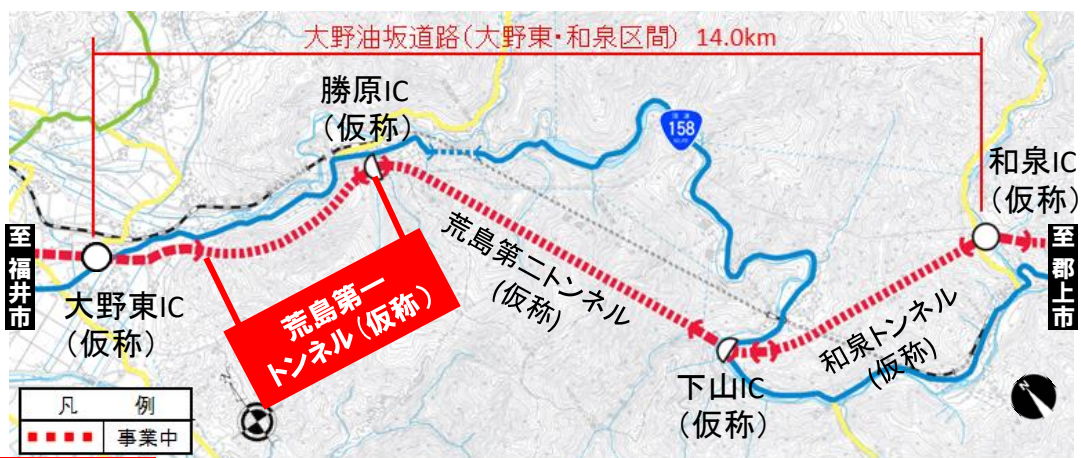 大野油坂道路(大野東・和泉区間) 14.0km
勝原IC
(仮称)
158
和泉IC
(仮称)
至 福井市
至 郡上市
大野東IC
(仮称)
荒島第一
トンネル(仮称)
荒島第二トンネル
(仮称)
和泉トンネル
(仮称)
下山IC
(仮称)
凡 例
事業中
N